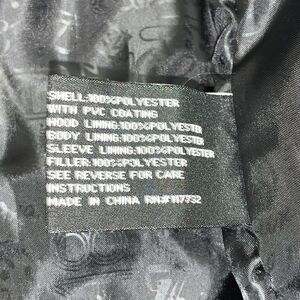 SHELL:100%POLYESTER
WITH PVC COATING
HOOD LINING:100%POLYESTER
BODY LINING:100%POLYESTER
SLEEVE LINING:100%POLYESTER
FILLER:100%POLYESTER
SEE REVERSE FOR CARE
INSTRUCTIONS
MADE IN CHINA RN#117732